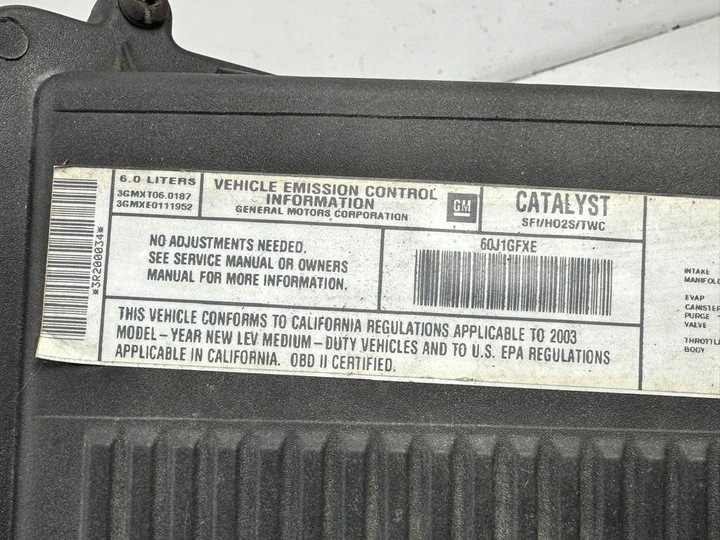 *3R200034*
6.0 LITERS
3GMXT06.0187
3GMXE0111952
VEHICLE EMISSION CONTROL
INFORMATION
GENERAL MOTORS CORPORATION
GM
CATALYST
SFI/HO2S/TWC
NO ADJUSTMENTS NEEDED.
SEE SERVICE MANUAL OR OWNERS
MANUAL FOR MORE INFORMATION.
60J1GFXE
THIS VEHICLE CONFORMS TO CALIFORNIA REGULATIONS APPLICABLE TO 2003
MODEL-YEAR NEW LEV MEDIUM-DUTY VEHICLES AND TO U.S. EPA REGULATIONS
APPLICABLE IN CALIFORNIA. OBD II CERTIFIED.
INTAKE
MANIFOLD
EVAP
CANISTER
PURGE
VALVE
THROTTLE
BODY